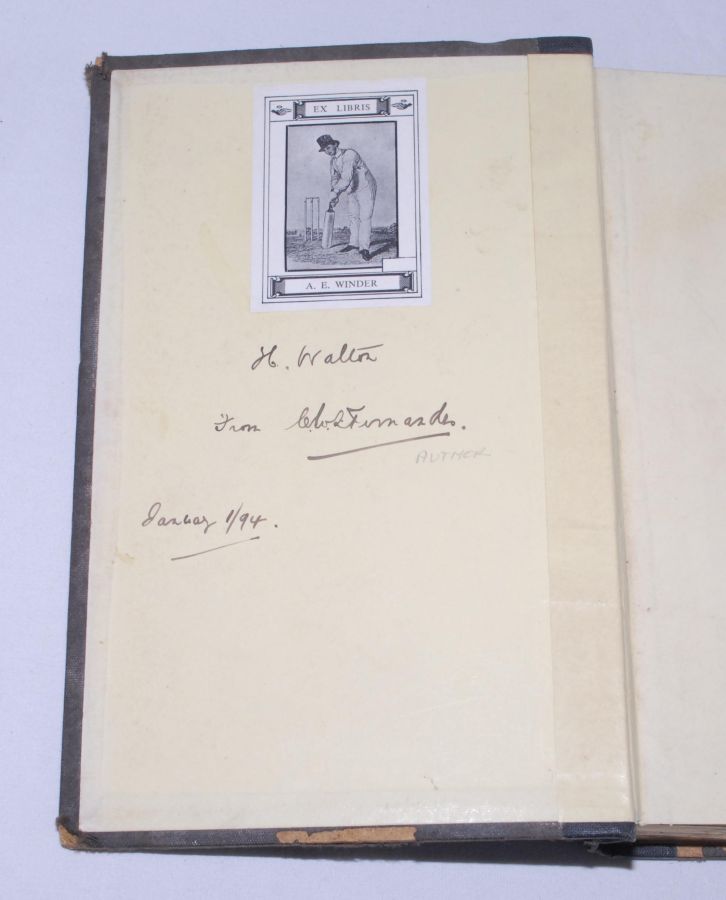 EX LIBRIS
A. E. WINDER
H. Walton
From C.W.L Fernandes.
AUTHOR
January 1/94.